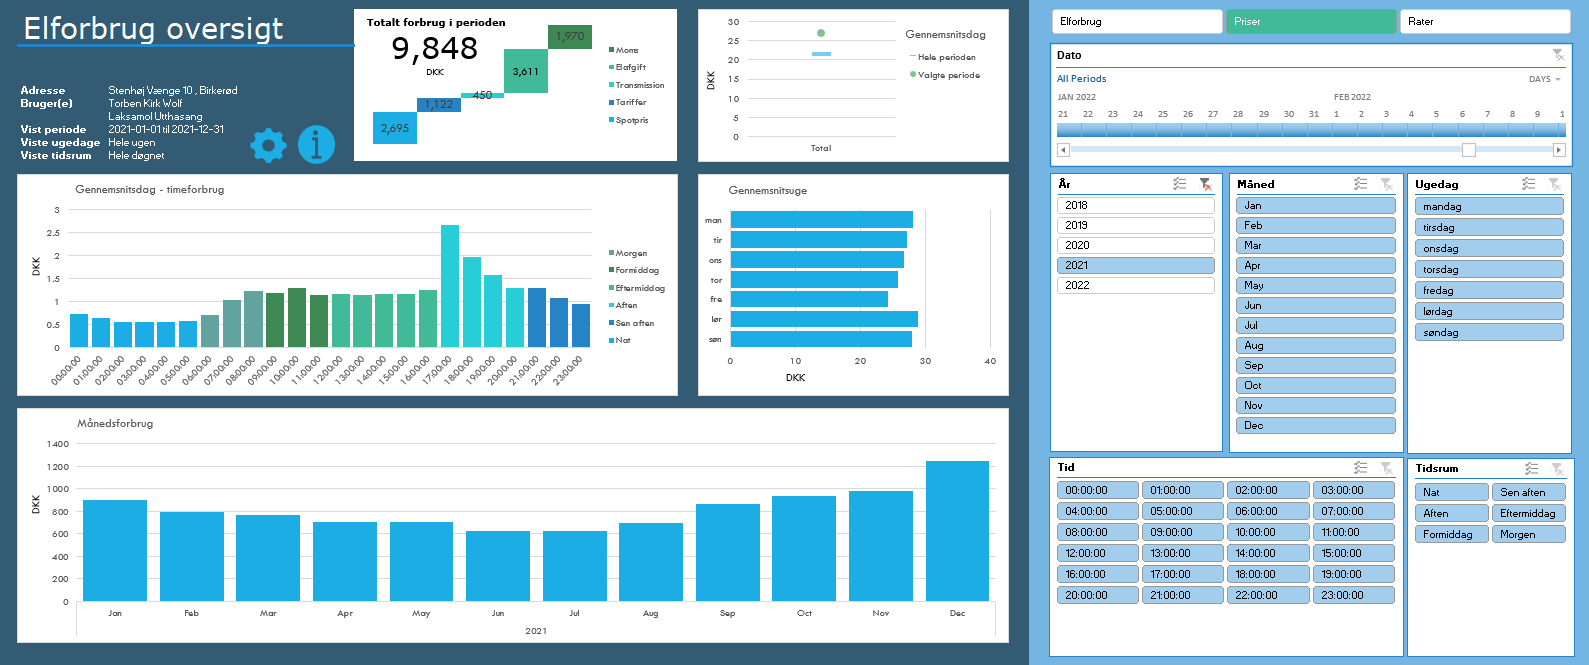 Elforbrug oversigt
Adresse Stenhøj Vænge 10 , Birkerød
Bruger(e) Torben Kirk Wolf
Laksamol Utthasang
Vist periode 2021-01-01 til 2021-12-31
Viste ugedage Hele ugen
Viste tidsrum Hele døgnet
Totalt forbrug i perioden
9,848
DKK
2,695
1,122
450
3,611
1,970
Moms
Elafgift
Transmission
Tariffer
Spotpris
30
25
20
15
10
5
0
DKK
Total
Gennemsnitsdag
Hele perioden
Valgte periode
Gennemsnitsdag - timeforbrug
3
2.5
2
1.5
1
0.5
0
DKK
00:00:00 01:00:00 02:00:00 03:00:00 04:00:00 05:00:00 06:00:00 07:00:00 08:00:00 09:00:00 10:00:00 11:00:00 12:00:00 13:00:00 14:00:00 15:00:00 16:00:00 17:00:00 18:00:00 19:00:00 20:00:00 21:00:00 22:00:00 23:00:00
Morgen
Formiddag
Eftermiddag
Aften
Sen aften
Nat
Gennemsnitsuge
man
tir
ons
tor
fre
lør
søn
0 10 20 30 40
DKK
Månedsforbrug
1400
1200
1000
800
600
400
200
0
DKK
Jan Feb Mar Apr May Jun Jul Aug Sep Oct Nov Dec
2021
Elforbrug Priser Rater
Dato
All Periods DAYS
JAN 2022 FEB 2022
21 22 23 24 25 26 27 28 29 30 31 1 2 3 4 5 6 7 8 9 1
År
2018
2019
2020
2021
2022
Måned
Jan
Feb
Mar
Apr
May
Jun
Jul
Aug
Sep
Oct
Nov
Dec
Ugedag
mandag
tirsdag
onsdag
torsdag
fredag
lørdag
søndag
Tid
00:00:00 01:00:00 02:00:00 03:00:00
04:00:00 05:00:00 06:00:00 07:00:00
08:00:00 09:00:00 10:00:00 11:00:00
12:00:00 13:00:00 14:00:00 15:00:00
16:00:00 17:00:00 18:00:00 19:00:00
20:00:00 21:00:00 22:00:00 23:00:00
Tidsrum
Nat Sen aften
Aften Eftermiddag
Formiddag Morgen